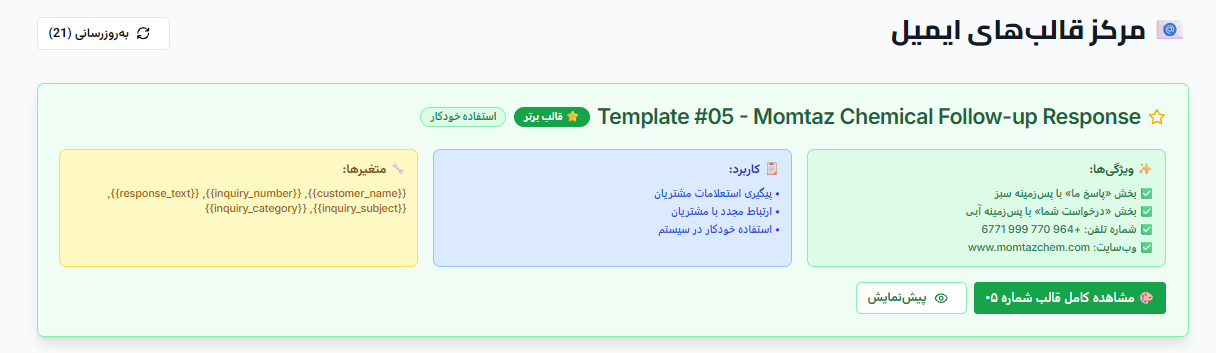 مرکز قالب‌های ایمیل
به‌روزرسانی (21)
Template #05 - Momtaz Chemical Follow-up Response
قالب برتر
استفاده خودکار
ویژگی‌ها:
بخش «پاسخ ما» با پس‌زمینه سبز
بخش «درخواست شما» با پس‌زمینه آبی
شماره تلفن: +964 770 999 6771
وب‌سایت: www.momtazchem.com
کاربرد:
• پیگیری استعلامات مشتریان
• ارتباط مجدد با مشتریان
• استفاده خودکار در سیستم
متغیرها:
{{customer_name}}, {{inquiry_number}}, {{response_text}},
{{inquiry_subject}}, {{inquiry_category}}
مشاهده کامل قالب شماره ۰۵
پیش‌نمایش